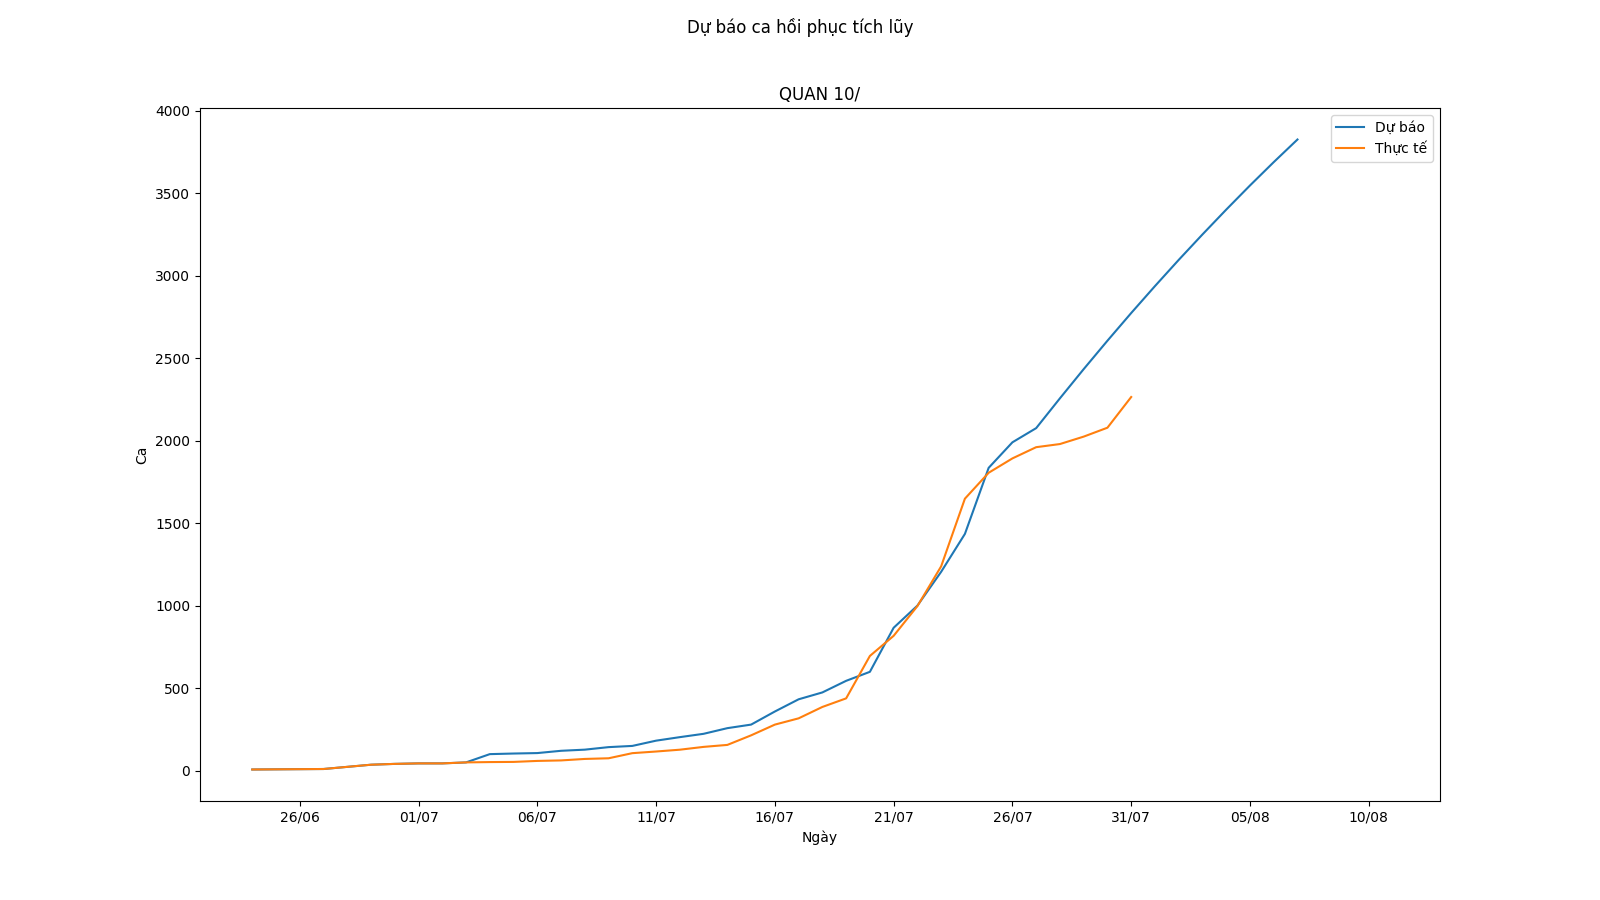 Dự báo ca hồi phục tích lũy
QUAN 10/
Dự báo
Thực tế
4000
3500
3000
2500
2000
1500
1000
500
0
Ca
26/06 01/07 06/07 11/07 16/07 21/07 26/07 31/07 05/08 10/08
Ngày